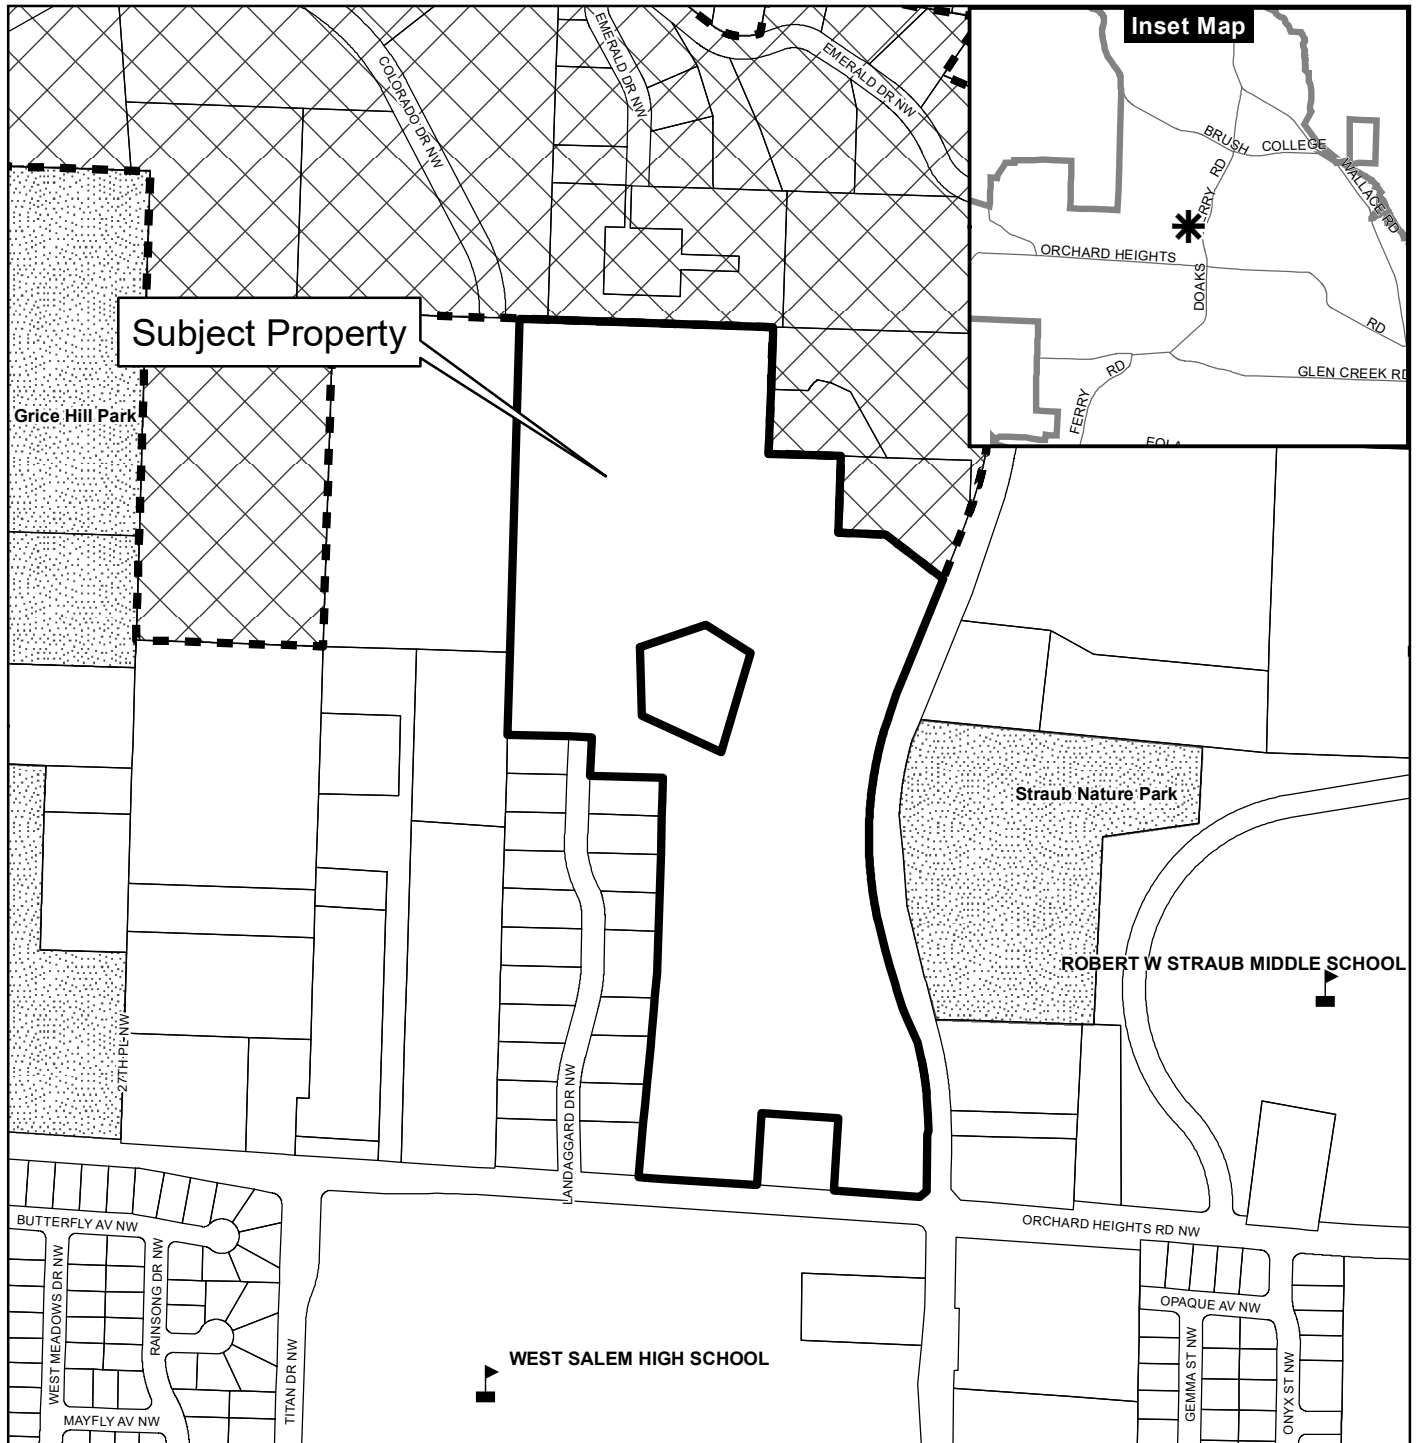 Inset Map
EMERALD DR NW
EMERALD DR NW
COLORADO DR NW
BRUSH COLLEGE
RRY RD
WALLACE RD
ORCHARD HEIGHTS
DOAKS
RD
Subject Property
GLEN CREEK RD
RD
FERRY
Grice Hill Park
Straub Nature Park
ROBERT W STRAUB MIDDLE SCHOOL
27TH PL NW
LANDAGGARD DR NW
BUTTERFLY AV NW
ORCHARD HEIGHTS RD NW
WEST MEADOWS DR NW
RAINSONG DR NW
OPAQUE AV NW
TITAN DR NW
WEST SALEM HIGH SCHOOL
GEMMA ST NW
ONYX ST NW
MAYFLY AV NW